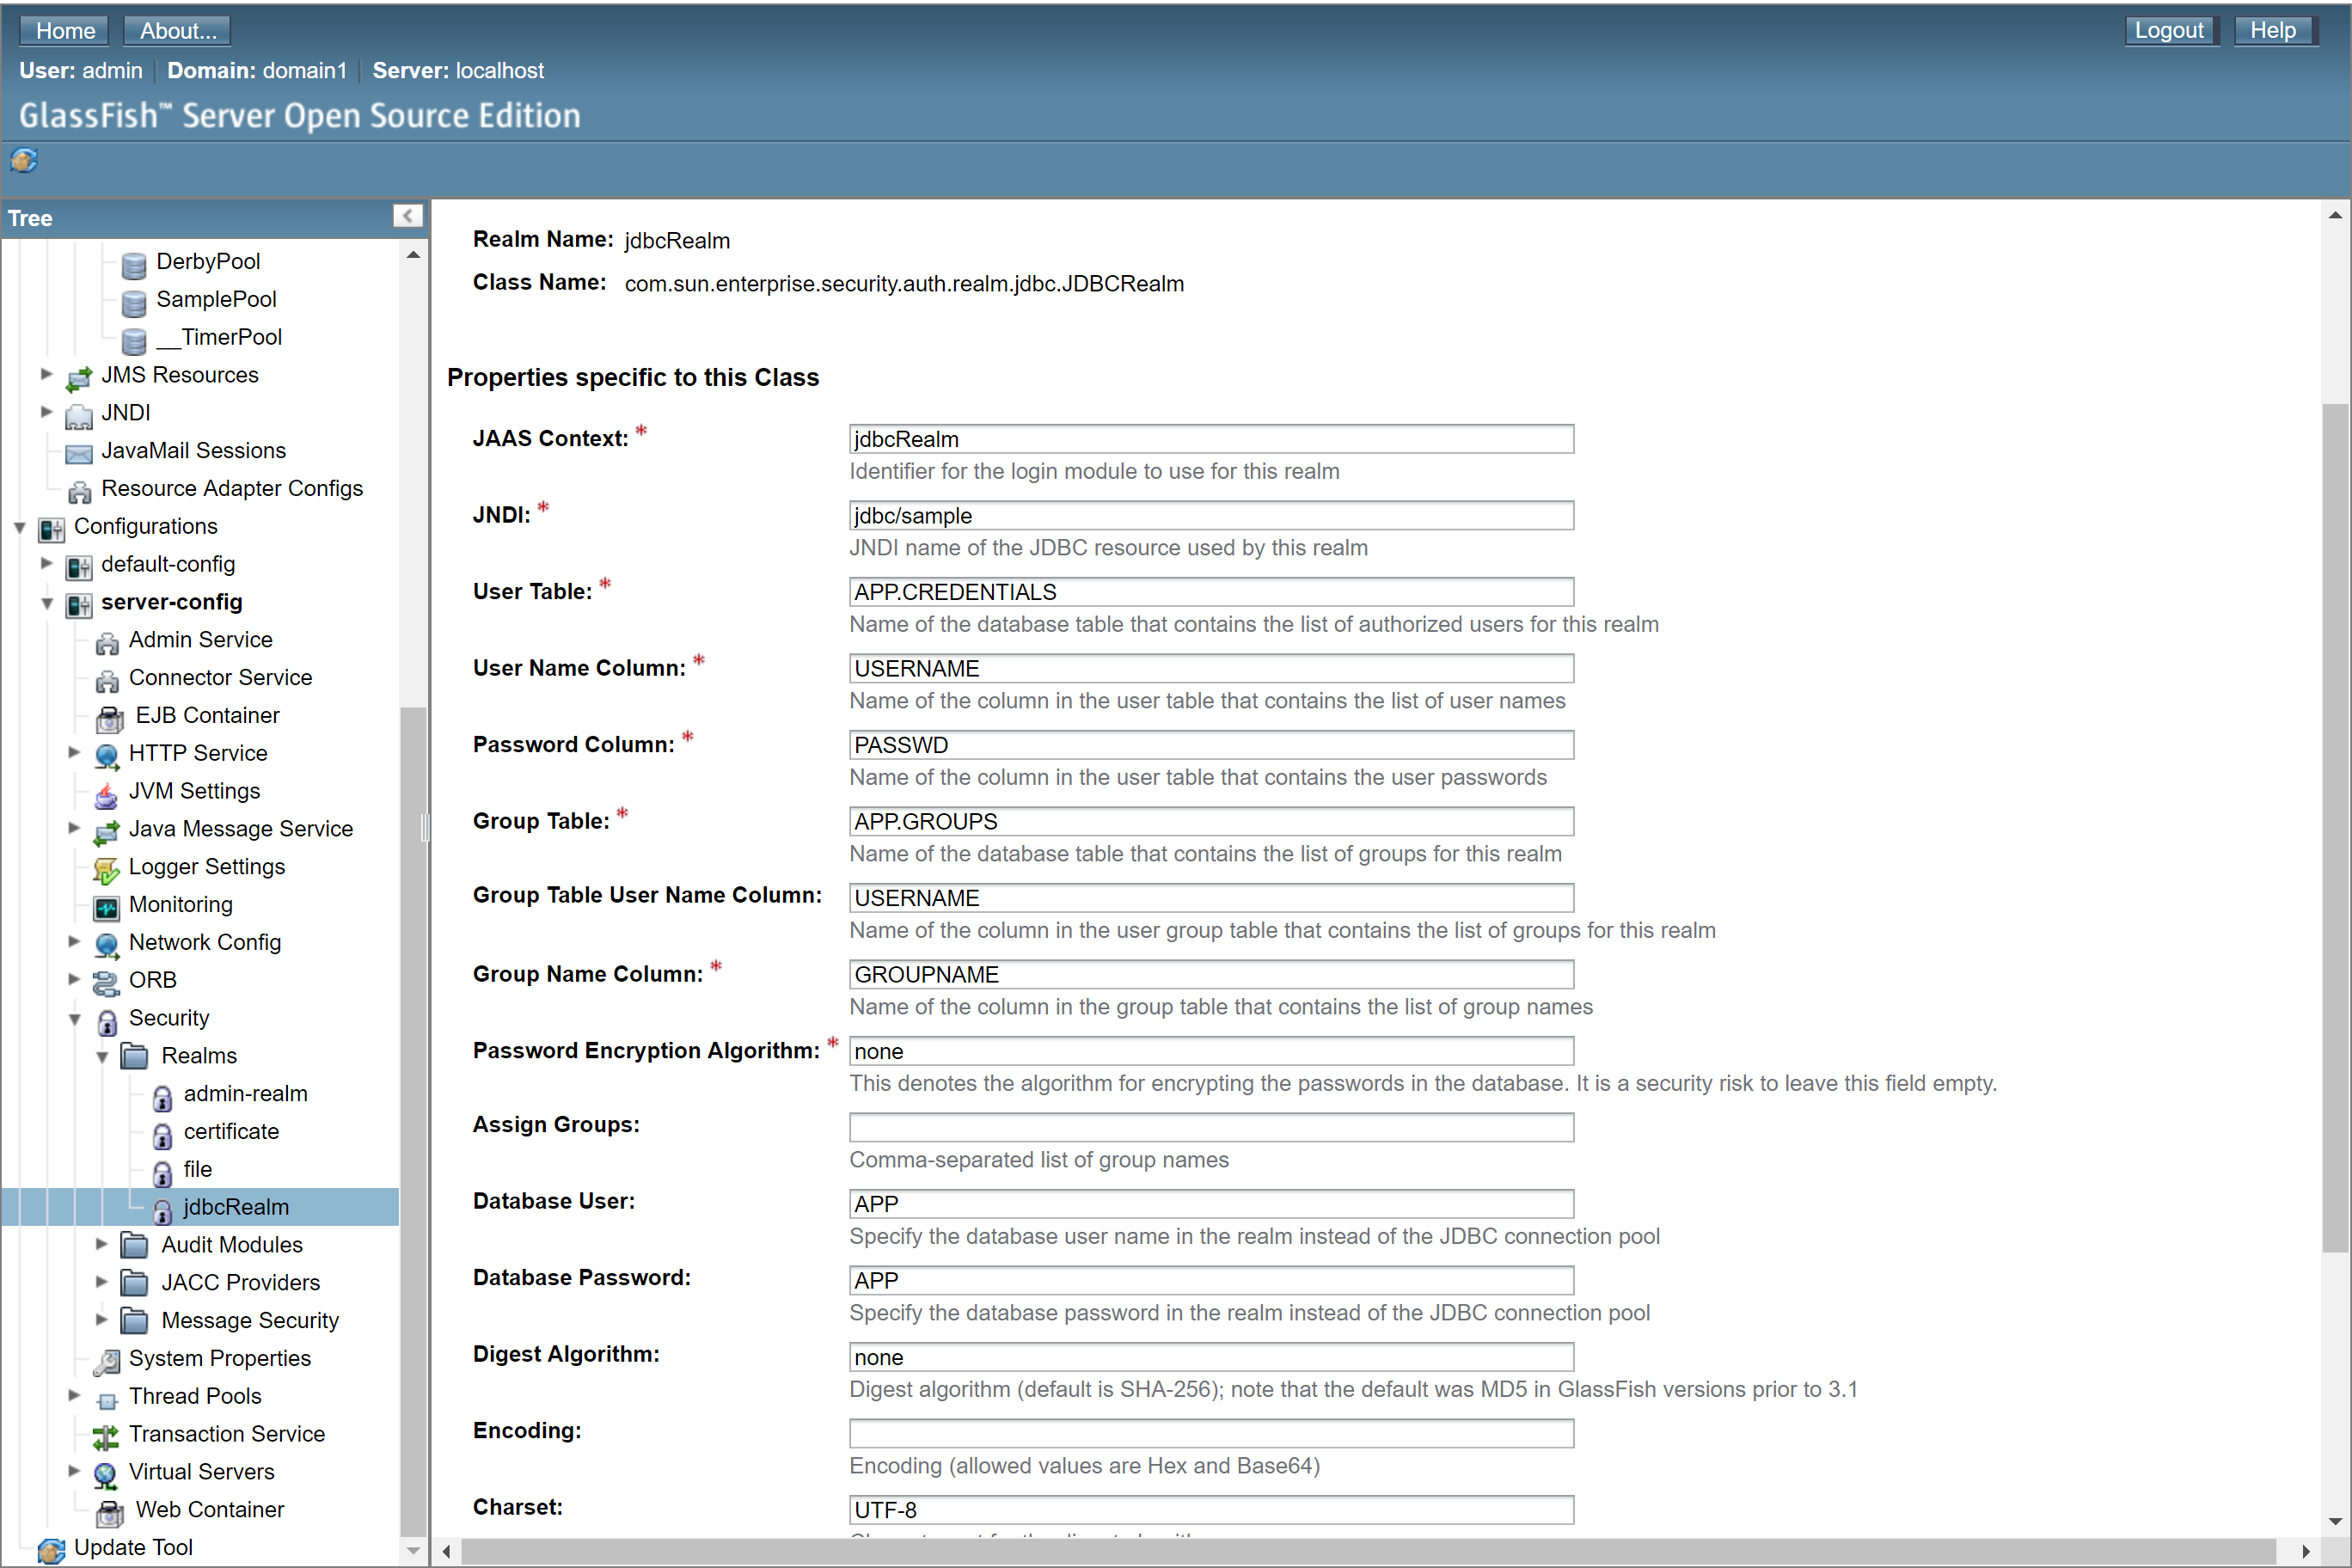 Home About... Logout Help
User: admin Domain: domain1 Server: localhost
GlassFish™ Server Open Source Edition
Tree
DerbyPool
SamplePool
__TimerPool
JMS Resources
JNDI
JavaMail Sessions
Resource Adapter Configs
Configurations
default-config
server-config
Admin Service
Connector Service
EJB Container
HTTP Service
JVM Settings
Java Message Service
Logger Settings
Monitoring
Network Config
ORB
Security
Realms
admin-realm
certificate
file
jdbcRealm
Audit Modules
JACC Providers
Message Security
System Properties
Thread Pools
Transaction Service
Virtual Servers
Web Container
Update Tool
Realm Name: jdbcRealm
Class Name: com.sun.enterprise.security.auth.realm.jdbc.JDBCRealm
Properties specific to this Class
JAAS Context: * jdbcRealm
Identifier for the login module to use for this realm
JNDI: * jdbc/sample
JNDI name of the JDBC resource used by this realm
User Table: * APP.CREDENTIALS
Name of the database table that contains the list of authorized users for this realm
User Name Column: * USERNAME
Name of the column in the user table that contains the list of user names
Password Column: * PASSWD
Name of the column in the user table that contains the user passwords
Group Table: * APP.GROUPS
Name of the database table that contains the list of groups for this realm
Group Table User Name Column: USERNAME
Name of the column in the user group table that contains the list of groups for this realm
Group Name Column: * GROUPNAME
Name of the column in the group table that contains the list of group names
Password Encryption Algorithm: * none
This denotes the algorithm for encrypting the passwords in the database. It is a security risk to leave this field empty.
Assign Groups:
Comma-separated list of group names
Database User: APP
Specify the database user name in the realm instead of the JDBC connection pool
Database Password: APP
Specify the database password in the realm instead of the JDBC connection pool
Digest Algorithm: none
Digest algorithm (default is SHA-256); note that the default was MD5 in GlassFish versions prior to 3.1
Encoding:
Encoding (allowed values are Hex and Base64)
Charset: UTF-8